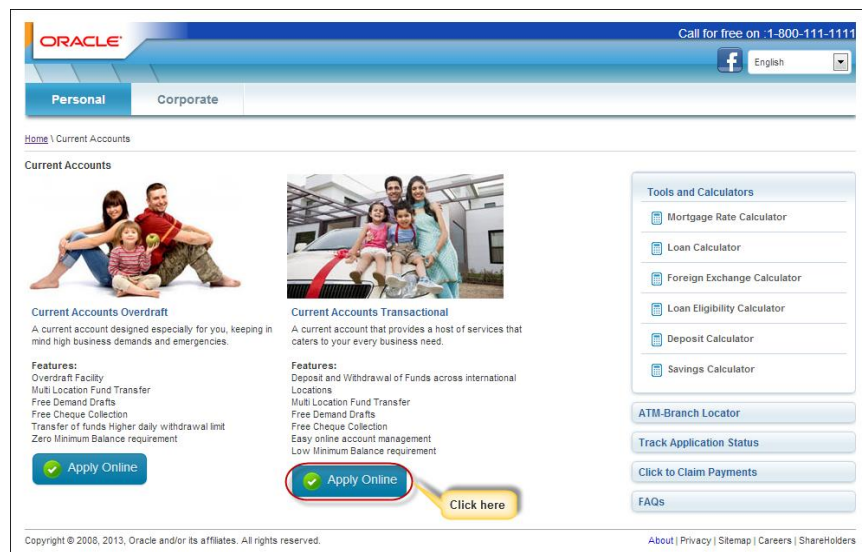 ORACLE
Call for free on :1-800-111-1111
f
English
Personal
Corporate
Home \ Current Accounts
Current Accounts
Current Accounts Overdraft
A current account designed especially for you, keeping in
mind high business demands and emergencies.
Features:
Overdraft Facility
Multi Location Fund Transfer
Free Demand Drafts
Free Cheque Collection
Transfer of funds Higher daily withdrawal limit
Zero Minimum Balance requirement
Apply Online
Current Accounts Transactional
A current account that provides a host of services that
caters to your every business need.
Features:
Deposit and Withdrawal of Funds across international
Locations
Multi Location Fund Transfer
Free Demand Drafts
Free Cheque Collection
Easy online account management
Low Minimum Balance requirement
Apply Online
Click here
Tools and Calculators
Mortgage Rate Calculator
Loan Calculator
Foreign Exchange Calculator
Loan Eligibility Calculator
Deposit Calculator
Savings Calculator
ATM-Branch Locator
Track Application Status
Click to Claim Payments
FAQs
Copyright © 2008, 2013, Oracle and/or its affiliates. All rights reserved.
About | Privacy | Sitemap | Careers | ShareHolders